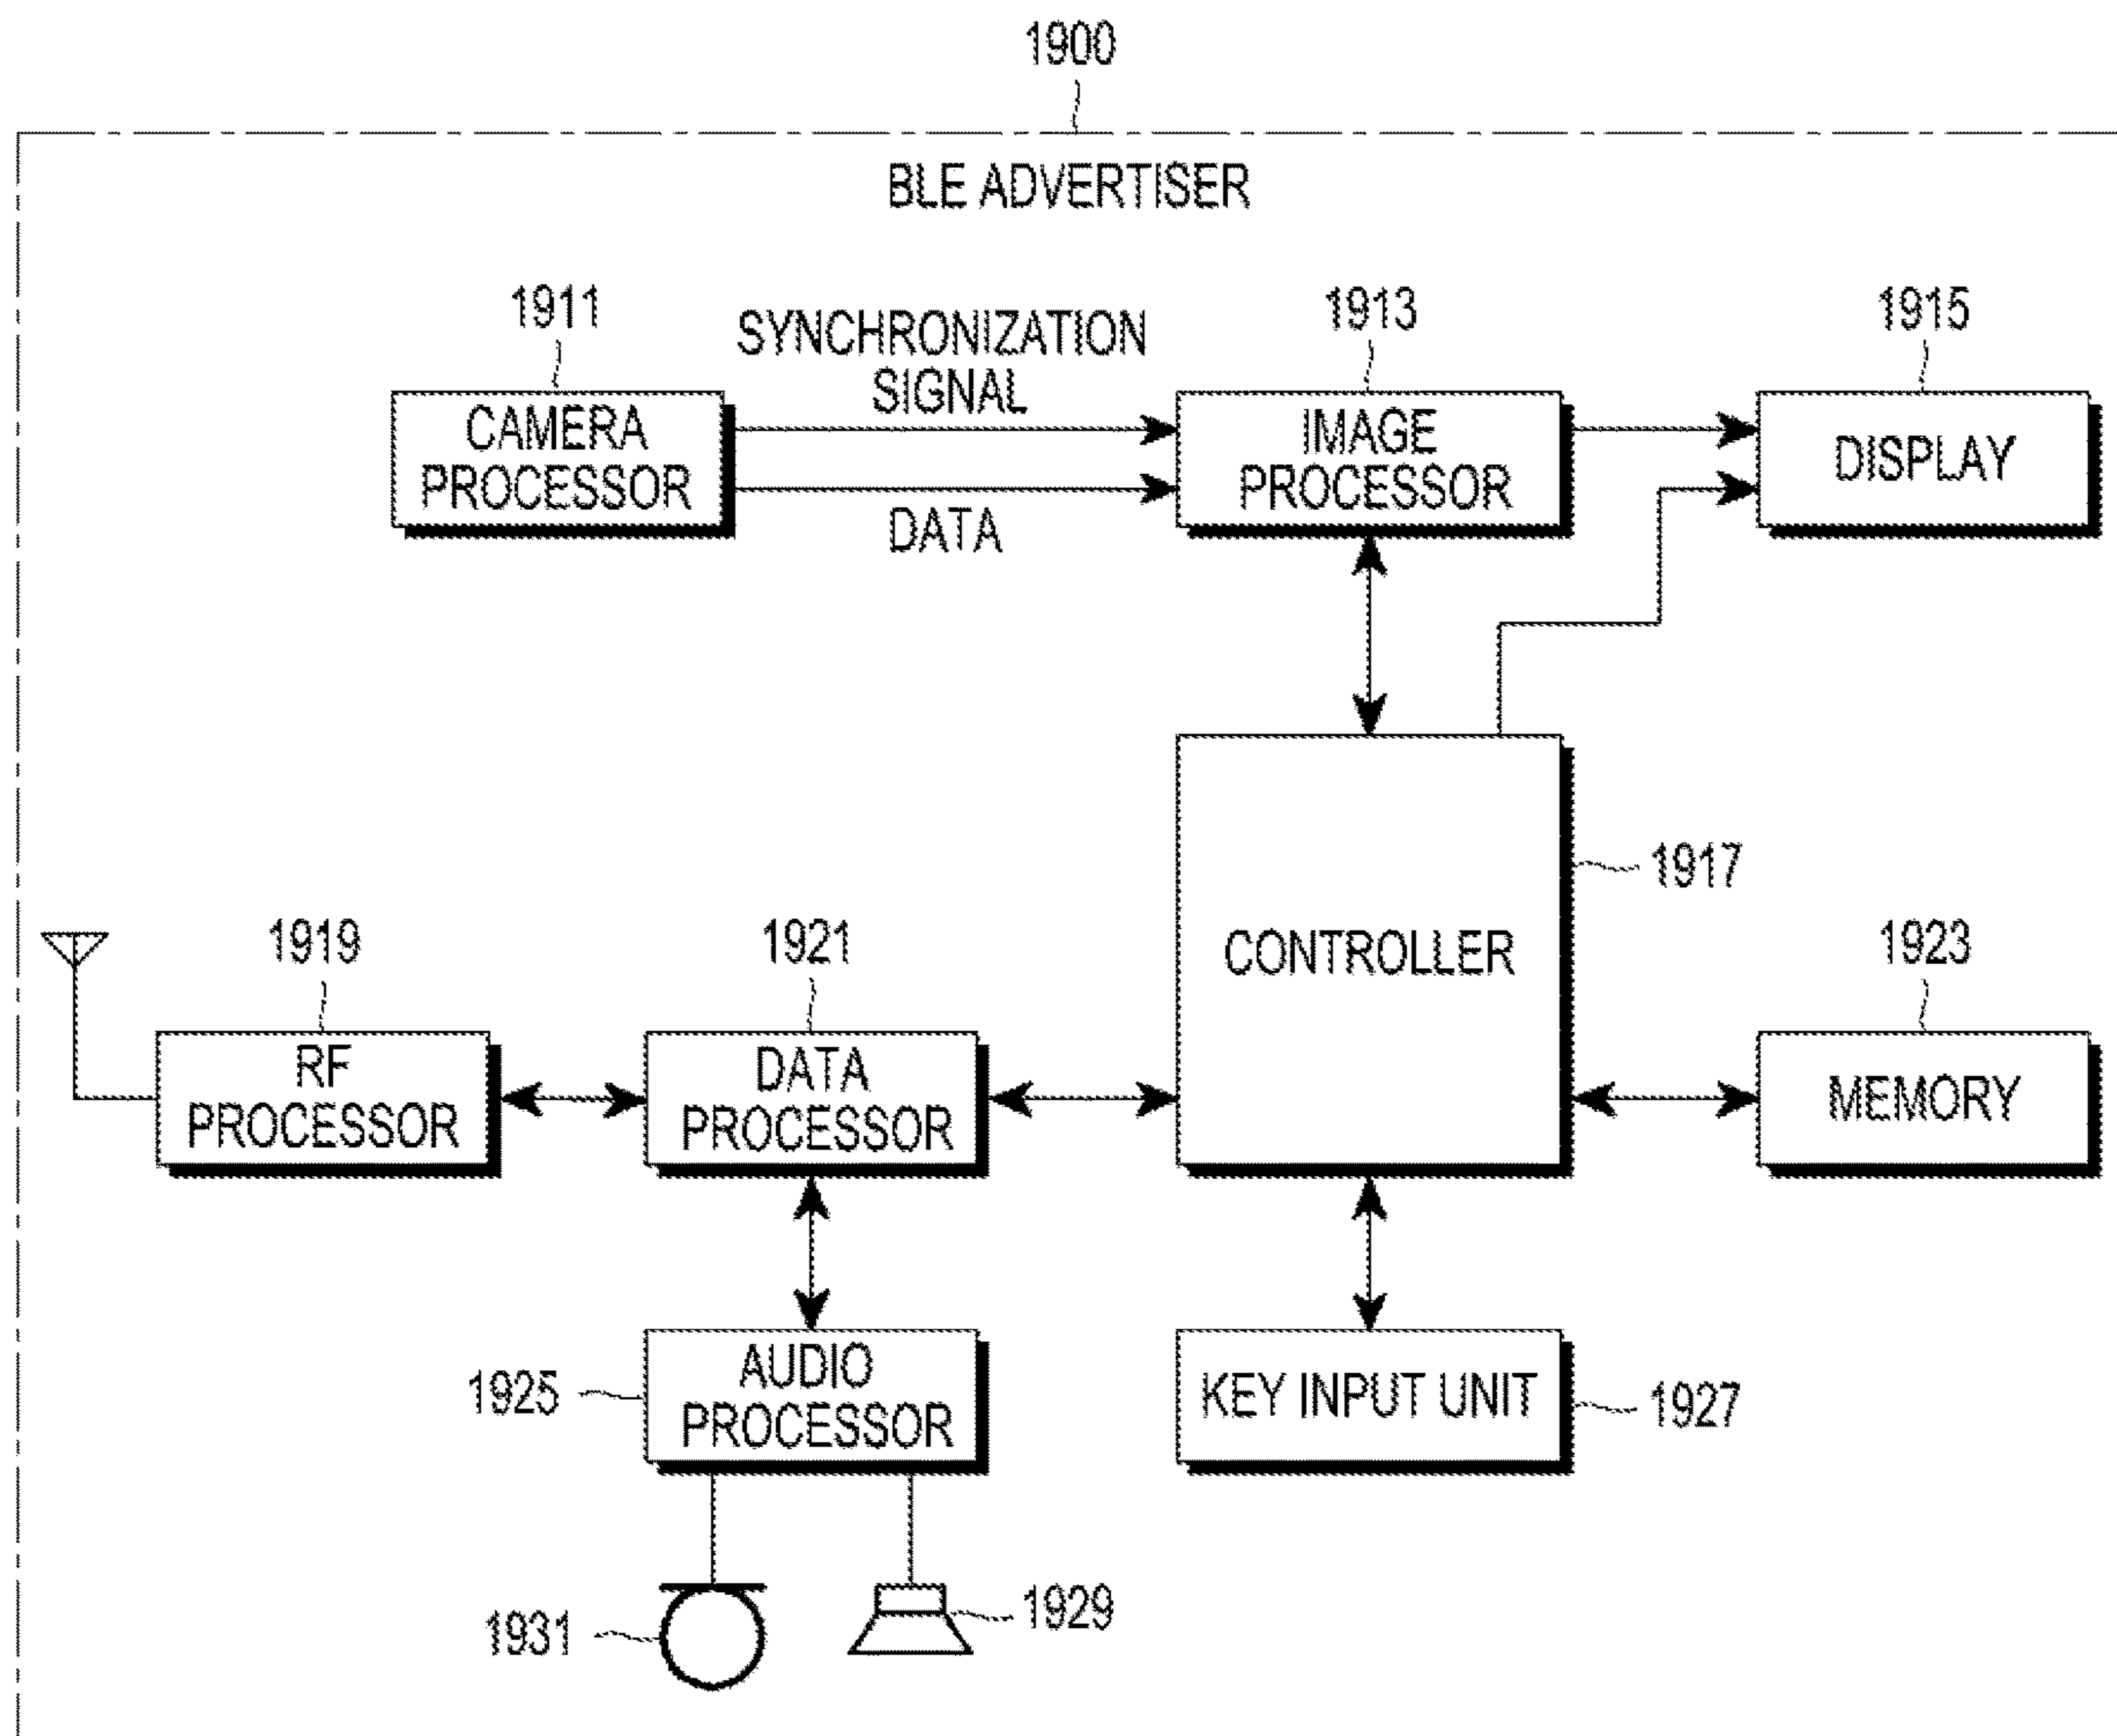 1900
BLE ADVERTISER
1911
SYNCHRONIZATION
SIGNAL
1913
1915
CAMERA
PROCESSOR
DATA
IMAGE
PROCESSOR
DISPLAY
1917
CONTROLLER
1919
1921
1923
RF
PROCESSOR
DATA
PROCESSOR
MEMORY
1925
AUDIO
PROCESSOR
KEY INPUT UNIT
1927
1931
1929